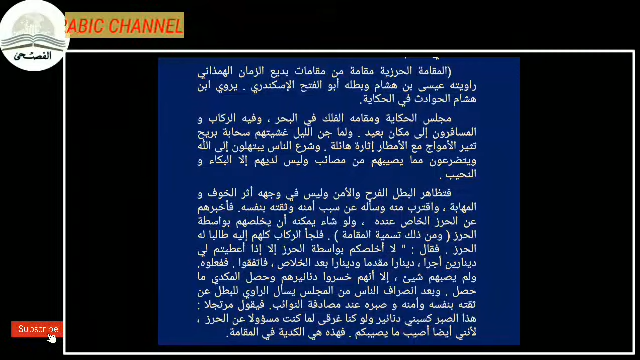 RABIC CHANNEL
الفصحى
(المقامة الحرزية مقامة من مقامات بديع الزمان الهمذاني
راويته عيسى بن هشام وبطله أبو الفتح الإسكندري . يروي ابن
هشام الحوادث في الحكاية.
مجلس الحكاية ومقامه الفلك في البحر ، وفيه الركاب و
المسافرون إلى مكان بعيد . ولما جن الليل غشيتهم سحابة بريح
تثير الأمواج مع الأمطار إثارة هائلة . وشرع الناس يبتهلون إلى الله
ويتضرعون مما يصيبهم من مصائب وليس لديهم إلا البكاء و
النحيب .
فتظاهر البطل الفرح والأمن وليس في وجهه أثر الخوف و
المهابة ، واقترب منه وسأله عن سبب أمنه وثقته بنفسه. فأخبرهم
عن الحرز الخاص عنده ، ولو شاء يمكنه أن يخلصهم بواسطة
الحرز ( ومن ذلك تسمية المقامة ) . فلجأ الركاب كلهم إليه طالبا له
الحرز . فقال : " لا أخلصكم بواسطة الحرز إلا إذا أعطيتم لي
دينارين أجرا ، دينارا مقدما ودينارا بعد الخلاص ، فاتفقوا . ففعلوه.
ولم يصبهم شيئ ، إلا أنهم خسروا دنانيرهم وحصل المكدي ما
حصل . وبعد انصراف الناس من المجلس يسأل الراوي للبطل عن
ثقته بنفسه وأمنه و صبره عند مصادفة النوائب. فيقول مرتجلا :
هذا الصبر كسبني دنانير ولو كنا غرقى لما كنت مسؤولا عن الحرز ،
لأنني أيضا أصيب ما يصيبكم . فهذه هي الكدية في المقامة.
Subscribe